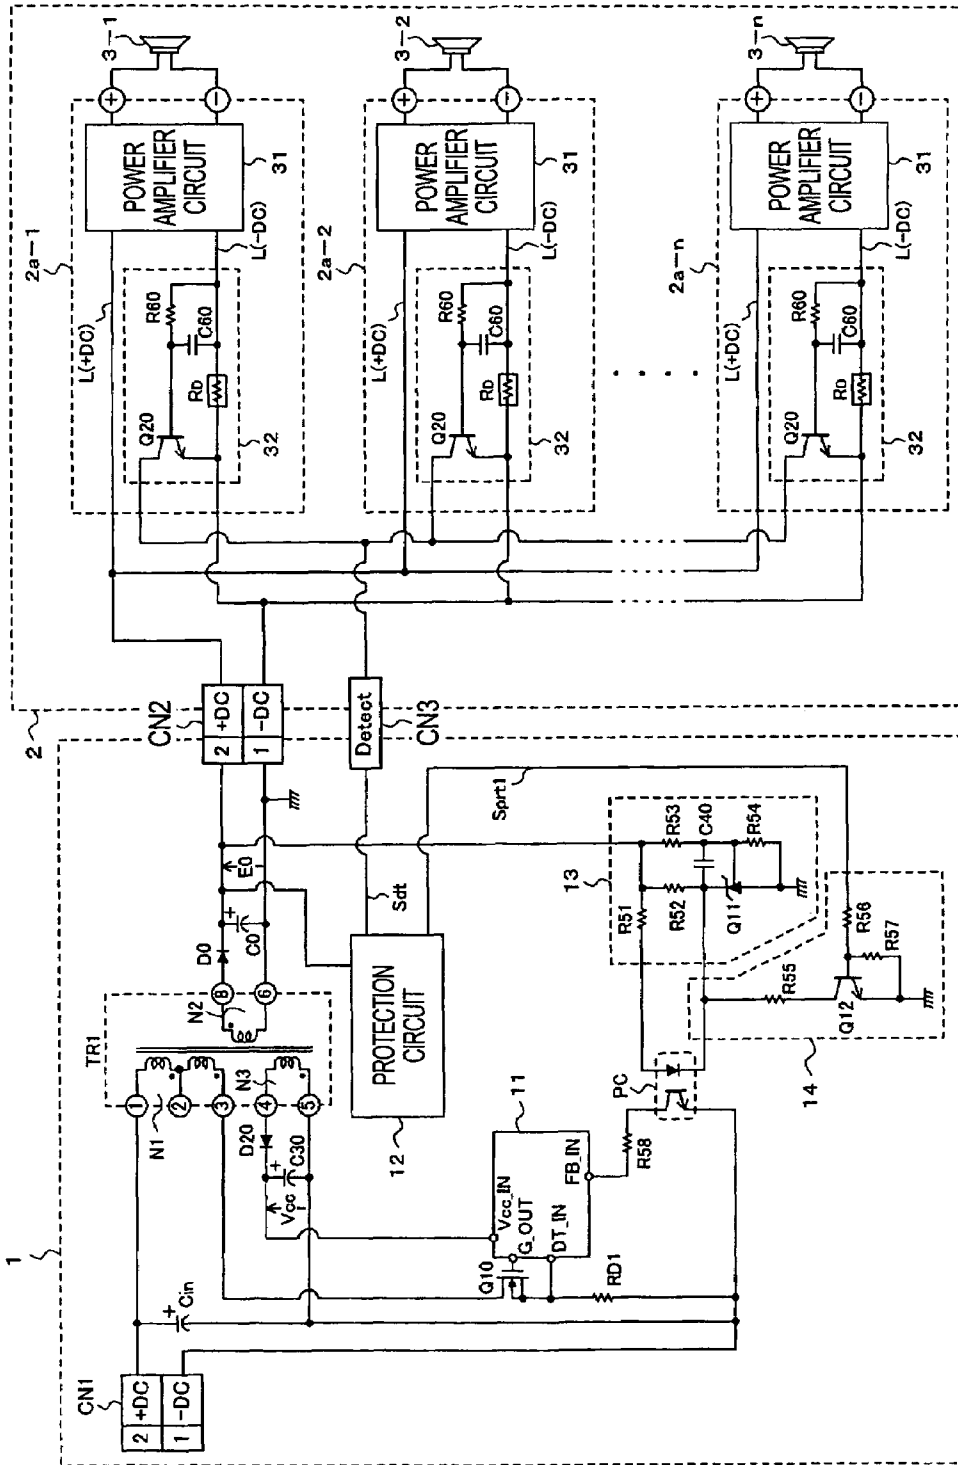 1
CN1
2 +DC
1 -DC
Cin
+
TR1
N1
1
2
3
4
5
N2
8
6
N3
D20
Vcc
+
C30
D0
+
C0
E0
PROTECTION
CIRCUIT
12
Sdt
Sprt1
11
Vcc_IN
G_OUT
DT_IN
FB_IN
Q10
RD1
R58
PC
13
R51
R52
R53
C40
Q11
R54
14
R55
Q12
R56
R57
2
CN2
2 +DC
1 -DC
Detect
CN3
2a-1
3-1
+
-
POWER
AMPLIFIER
CIRCUIT
31
L(+DC)
L(-DC)
R60
C60
Q20
RD
32
2a-2
3-2
+
-
POWER
AMPLIFIER
CIRCUIT
31
L(+DC)
L(-DC)
R60
C60
Q20
RD
32
2a-n
3-n
+
-
POWER
AMPLIFIER
CIRCUIT
31
L(+DC)
L(-DC)
R60
C60
Q20
RD
32